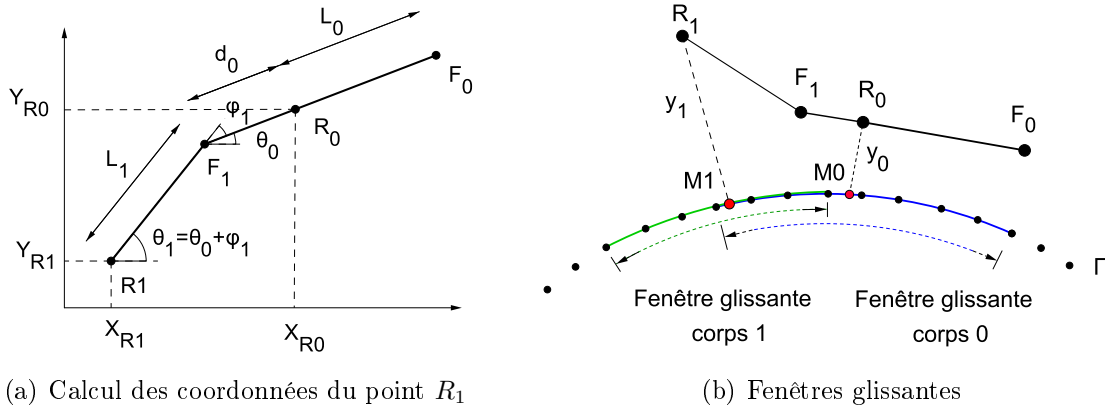 L0
d0
F0
YR0
φ1
R0
θ0
F1
L1
θ1=θ0+φ1
YR1
R1
XR1
XR0
(a) Calcul des coordonnées du point R1
R1
F1
R0
F0
y1
y0
M1
M0
Γ
Fenêtre glissante
corps 1
Fenêtre glissante
corps 0
(b) Fenêtres glissantes